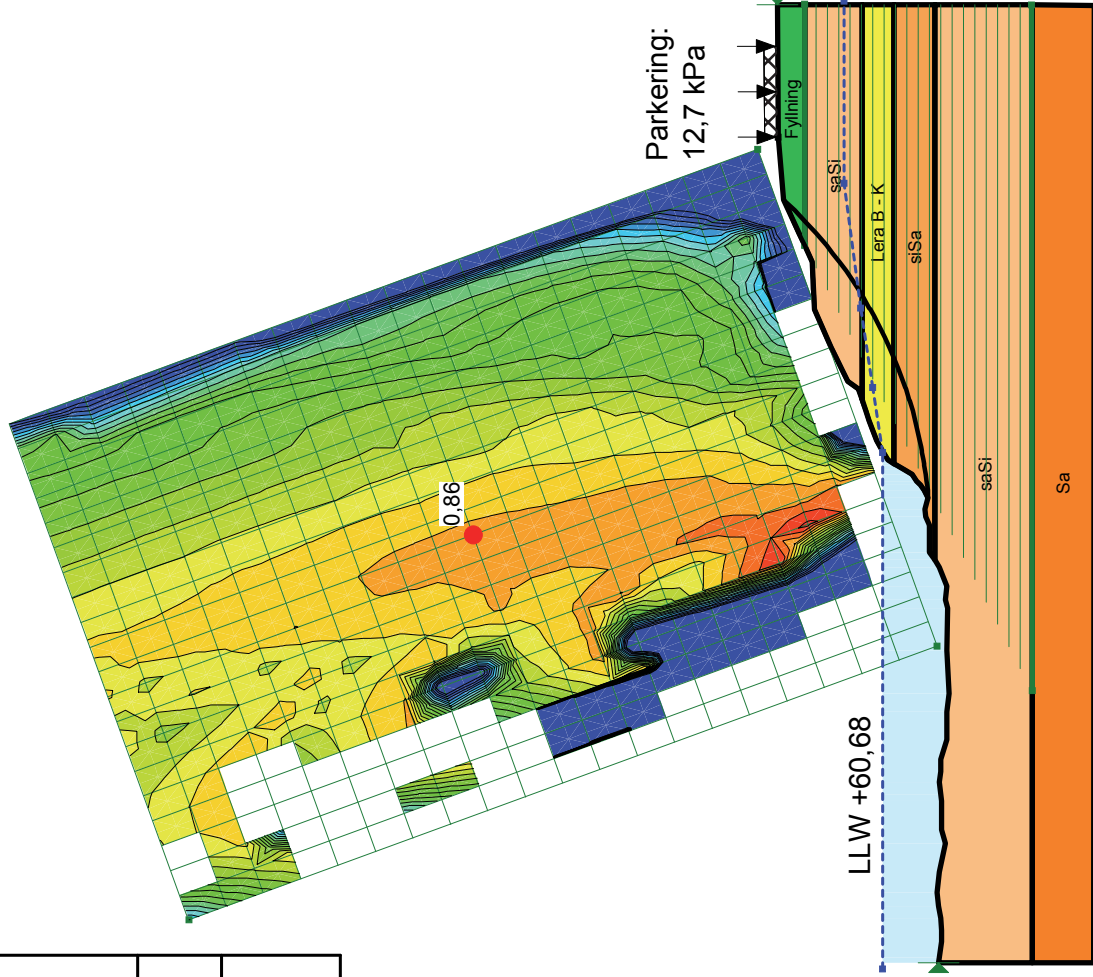 Parkering:
12,7 kPa
Fyllning
saSi
Lera B - K
siSa
0,86
saSi
Sa
LLW +60,68